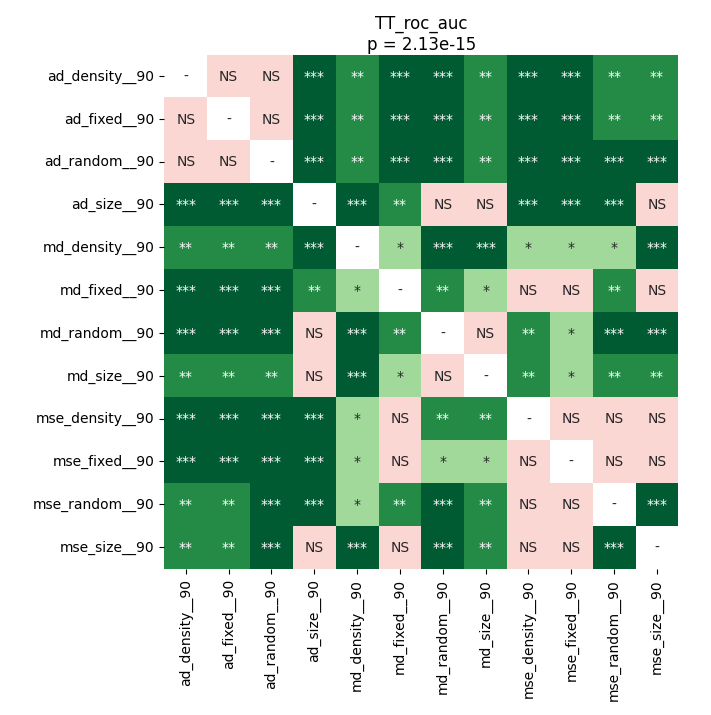 TT_roc_auc
p = 2.13e-15
ad_density__90 - NS NS *** ** *** *** ** *** *** ** **
ad_fixed__90 NS - NS *** ** *** *** ** *** *** ** **
ad_random__90 NS NS - *** ** *** *** ** *** *** *** ***
ad_size__90 *** *** *** - *** ** NS NS *** *** *** NS
md_density__90 ** ** ** *** - * *** *** * * * ***
md_fixed__90 *** *** *** ** * - ** * NS NS ** NS
md_random__90 *** *** *** NS *** ** - NS ** * *** ***
md_size__90 ** ** ** NS *** * NS - ** * ** **
mse_density__90 *** *** *** *** * NS ** ** - NS NS NS
mse_fixed__90 *** *** *** *** * NS * * NS - NS NS
mse_random__90 ** ** *** *** * ** *** ** NS NS - ***
mse_size__90 ** ** *** NS *** NS *** ** NS NS *** -
ad_density__90
ad_fixed__90
ad_random__90
ad_size__90
md_density__90
md_fixed__90
md_random__90
md_size__90
mse_density__90
mse_fixed__90
mse_random__90
mse_size__90